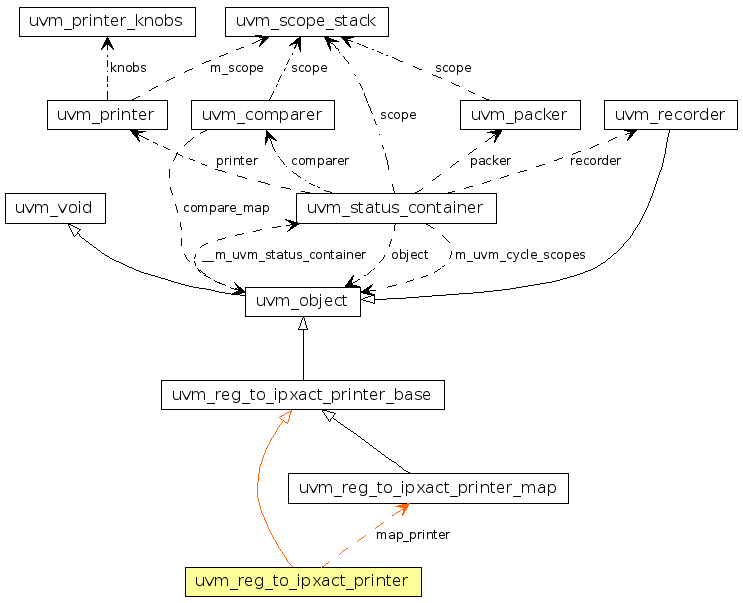 uvm_printer_knobs
uvm_scope_stack
knobs
m_scope
scope
scope
uvm_printer
uvm_comparer
scope
uvm_packer
uvm_recorder
printer
comparer
packer
recorder
uvm_void
compare_map
uvm_status_container
__m_uvm_status_container
object
m_uvm_cycle_scopes
uvm_object
uvm_reg_to_ipxact_printer_base
uvm_reg_to_ipxact_printer_map
map_printer
uvm_reg_to_ipxact_printer